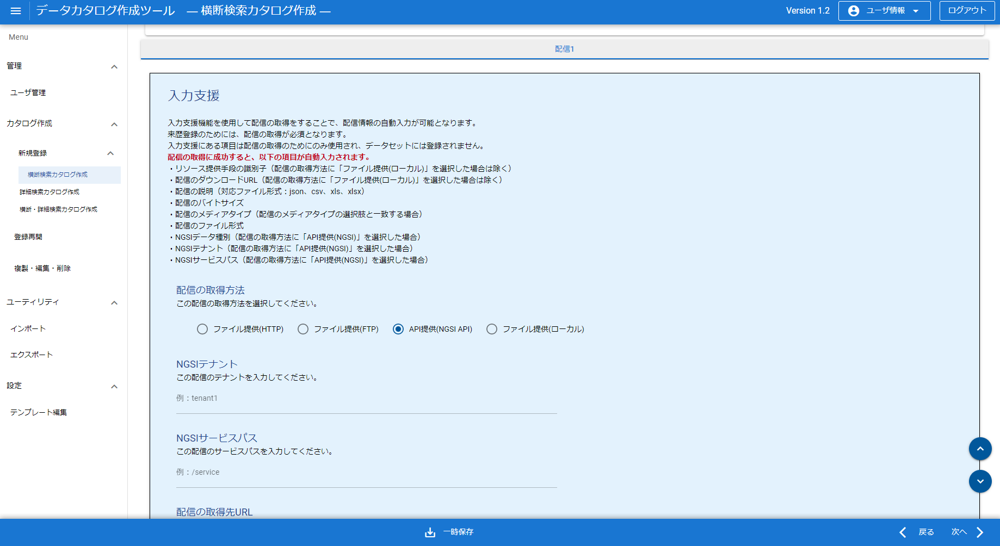 データカタログ作成ツール　— 横断検索カタログ作成 —
Version 1.2
ユーザ情報
ログアウト
Menu
管理
ユーザ管理
カタログ作成
新規登録
横断検索カタログ作成
詳細検索カタログ作成
横断・詳細検索カタログ作成
登録再開
複製・編集・削除
ユーティリティ
インポート
エクスポート
設定
テンプレート編集
配信1
入力支援
入力支援機能を使用して配信の取得をすることで、配信情報の自動入力が可能となります。
来歴登録のためには、配信の取得が必須となります。
入力支援にある項目は配信の取得のためにのみ使用され、データセットには登録されません。
配信の取得に成功すると、以下の項目が自動入力されます。
・リソース提供手段の識別子（配信の取得方法に「ファイル提供(ローカル)」を選択した場合は除く）
・配信のダウンロードURL（配信の取得方法に「ファイル提供(ローカル)」を選択した場合は除く）
・配信の説明（対応ファイル形式：json、csv、xls、xlsx）
・配信のバイトサイズ
・配信のメディアタイプ（配信のメディアタイプの選択肢と一致する場合）
・配信のファイル形式
・NGSIデータ種別（配信の取得方法に「API提供(NGSI)」を選択した場合）
・NGSIテナント（配信の取得方法に「API提供(NGSI)」を選択した場合）
・NGSIサービスパス（配信の取得方法に「API提供(NGSI)」を選択した場合）
配信の取得方法
この配信の取得方法を選択してください。
ファイル提供(HTTP)
ファイル提供(FTP)
API提供(NGSI API)
ファイル提供(ローカル)
NGSIテナント
この配信のテナントを入力してください。
例：tenant1
NGSIサービスパス
この配信のサービスパスを入力してください。
例：/service
配信の取得先URL
一時保存
戻る
次へ